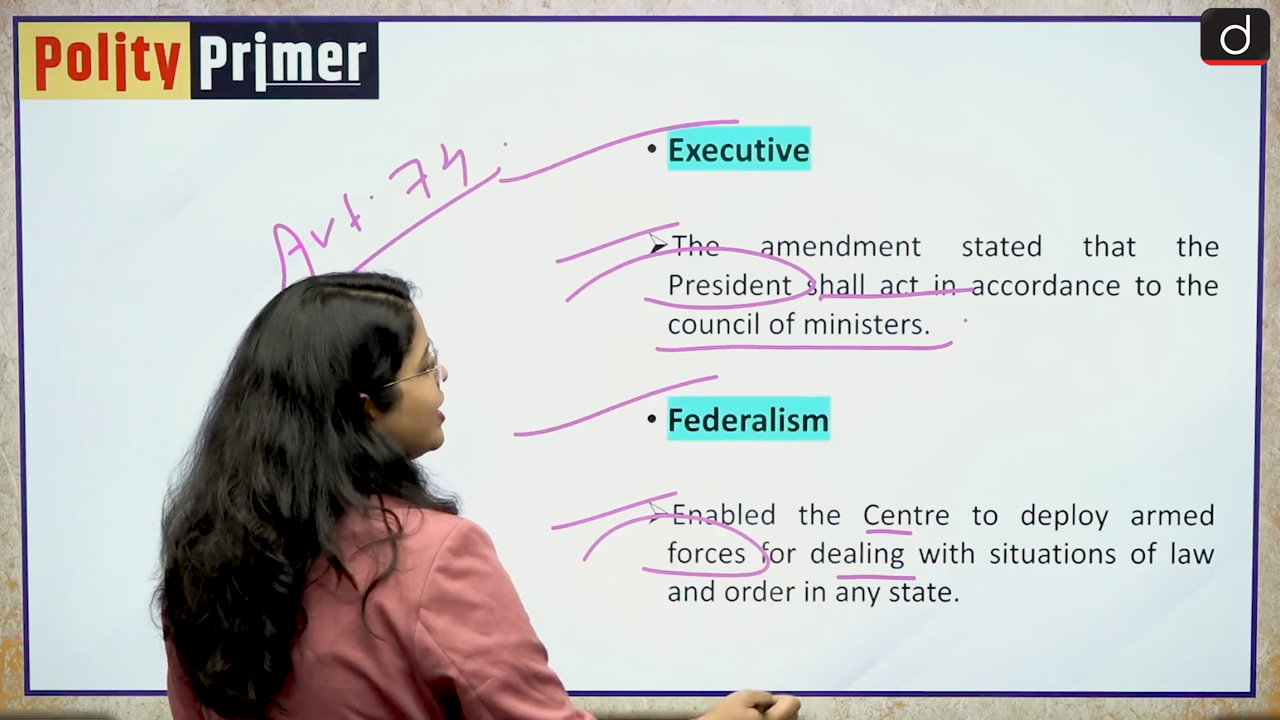 Polity Primer
d
Art. 74
• Executive
➢ The amendment stated that the
President shall act in accordance to the
council of ministers.
• Federalism
➢ Enabled the Centre to deploy armed
forces for dealing with situations of law
and order in any state.